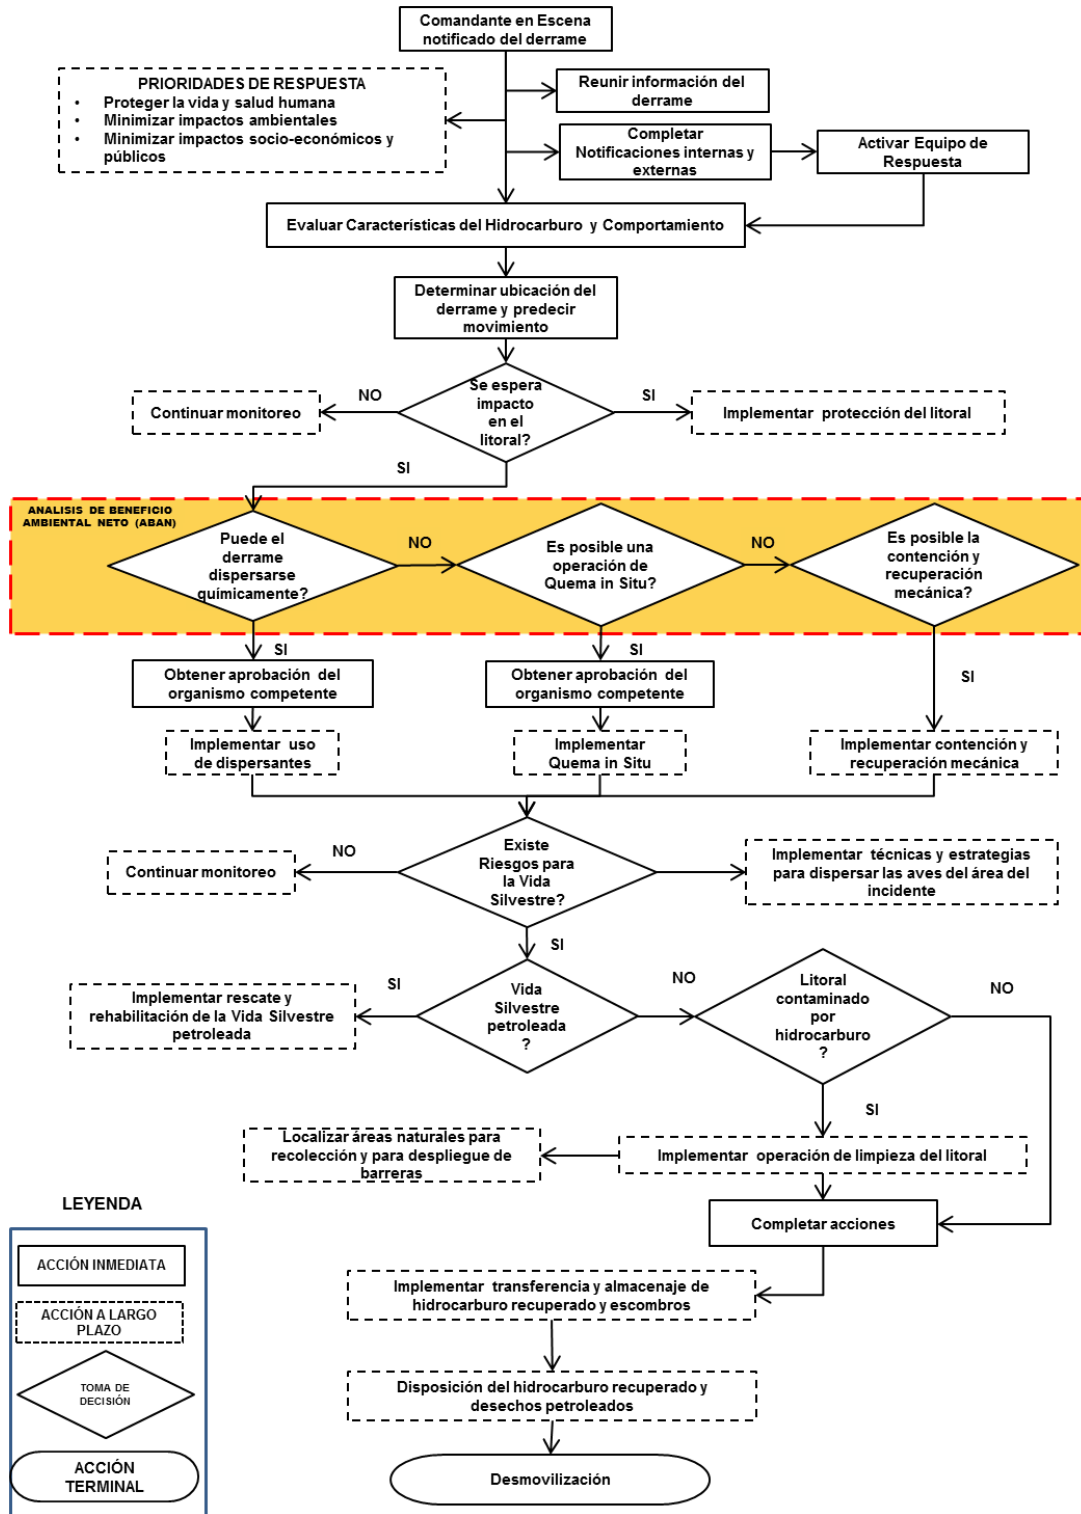 Comandante en Escena
notificado del derrame
PRIORIDADES DE RESPUESTA
• Proteger la vida y salud humana
• Minimizar impactos ambientales
• Minimizar impactos socio-económicos y
públicos
Reunir información del
derrame
Completar
Notificaciones internas y
externas
Activar Equipo de
Respuesta
Evaluar Características del Hidrocarburo y Comportamiento
Determinar ubicación del
derrame y predecir
movimiento
Se espera
impacto
en el
litoral?
NO
SI
Continuar monitoreo
Implementar protección del litoral
SI
ANALISIS DE BENEFICIO
AMBIENTAL NETO (ABAN)
Puede el
derrame
dispersarse
químicamente?
NO
Es posible una
operación de
Quema in Situ?
NO
Es posible la
contención y
recuperación
mecánica?
SI
SI
SI
Obtener aprobación del
organismo competente
Obtener aprobación del
organismo competente
Implementar uso
de dispersantes
Implementar
Quema in Situ
Implementar contención y
recuperación mecánica
Existe
Riesgos para
la Vida
Silvestre?
NO
Continuar monitoreo
Implementar técnicas y estrategias
para dispersar las aves del área del
incidente
SI
Vida
Silvestre
petroleada
?
SI
Implementar rescate y
rehabilitación de la Vida Silvestre
petroleada
NO
Litoral
contaminado
por
hidrocarburo
?
NO
SI
Localizar áreas naturales para
recolección y para despliegue de
barreras
Implementar operación de limpieza del litoral
Completar acciones
Implementar transferencia y almacenaje de
hidrocarburo recuperado y escombros
Disposición del hidrocarburo recuperado y
desechos petroleados
Desmovilización
LEYENDA
ACCIÓN INMEDIATA
ACCIÓN A LARGO
PLAZO
TOMA DE
DECISIÓN
ACCIÓN
TERMINAL